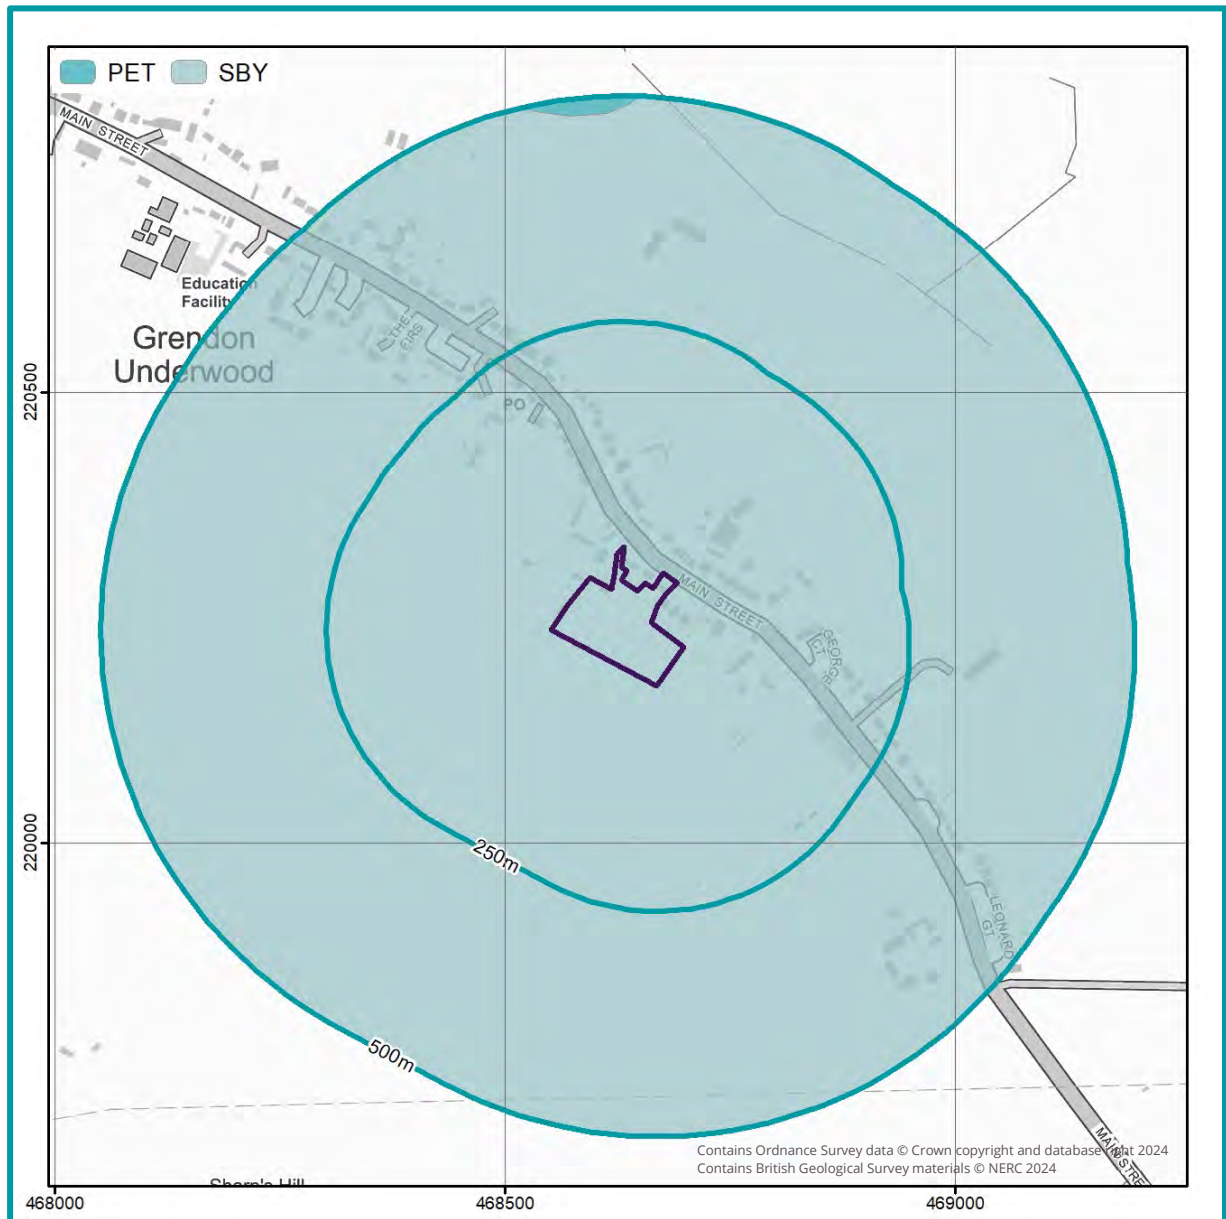 PET SBY
MAIN STREET
Education
Facility
Grendon
Underwood
THE
FIRS
PO
220500
MAIN STREET
GEORGE
CT
220000
250m
LEONARD
CT
500m
Contains Ordnance Survey data © Crown copyright and database right 2024
Contains British Geological Survey materials © NERC 2024
MAIN STRE
468000
468500
469000